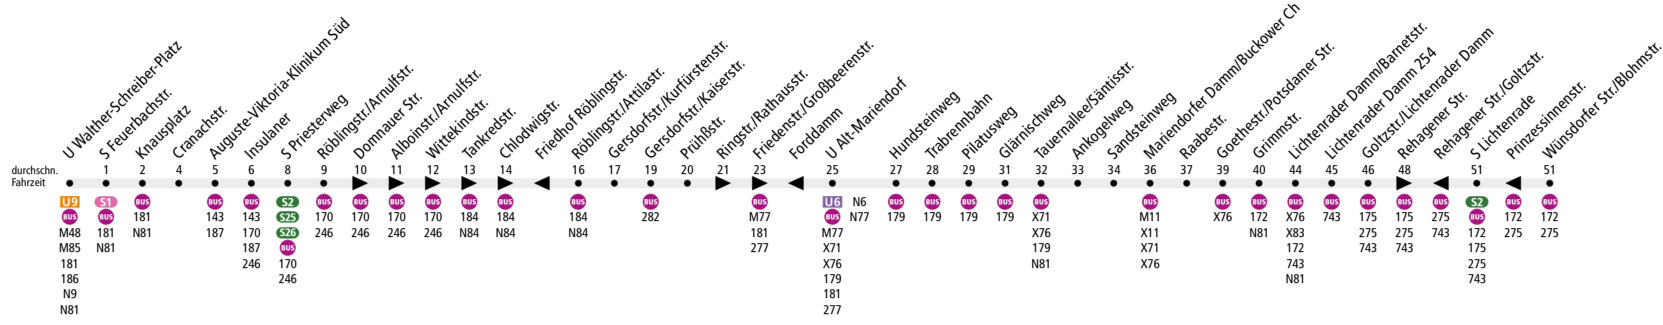 U Walther-Schreiber-Platz
S Feuerbachstr.
Knausplatz
Cranachstr.
Auguste-Viktoria-Klinikum Süd
Insulaner
S Priesterweg
Röblingstr./Arnulfstr.
Domnauer Str.
Alboinstr./Arnulfstr.
Wittekindstr.
Tankredstr.
Chlodwigstr.
Friedhof Röblingstr.
Röblingstr./Attilastr.
Gersdorfstr./Kurfürstenstr.
Gersdorfstr./Kaiserstr.
Prühßstr.
Ringstr./Rathausstr.
Friedenstr./Großbeerenstr.
Forddamm
U Alt-Mariendorf
Hundsteinweg
Trabrennbahn
Pilatusweg
Glärnischweg
Tauernallee/Säntisstr.
Ankogelweg
Sandsteinweg
Mariendorfer Damm/Buckower Ch
Raabestr.
Goethestr./Potsdamer Str.
Grimmstr.
Lichtenrader Damm/Barnetstr.
Lichtenrader Damm 254
Goltzstr./Lichtenrader Damm
Rehagener Str.
Rehagener Str./Goltzstr.
S Lichtenrade
Prinzessinnenstr.
Wünsdorfer Str./Blohmstr.
durchschn. 1 2 4 5 6 8 9 10 11 12 13 14 16 17 19 20 21 23 25 27 28 29 31 32 33 34 36 37 39 40 44 45 46 48 51 51
Fahrzeit
U9 S1 BUS BUS BUS S2 BUS BUS BUS BUS BUS BUS BUS BUS BUS U6 N6 BUS BUS BUS BUS BUS BUS BUS BUS BUS BUS BUS BUS BUS S2 BUS BUS
BUS BUS 181 143 143 S25 170 170 170 170 184 184 184 282 M77 BUS N77 179 179 179 179 X71 M11 X76 172 X76 743 175 175 275 BUS 172 172
M48 181 N81 187 170 S26 246 246 246 246 N84 N84 N84 181 M77 X76 X11 N81 X83 275 275 743 172 275 275
M85 N81 187 BUS 277 X71 179 X71 172 743 743 175
181 246 170 X76 N81 X76 743 275
186 246 179 N81 743
N9 181
N81 277